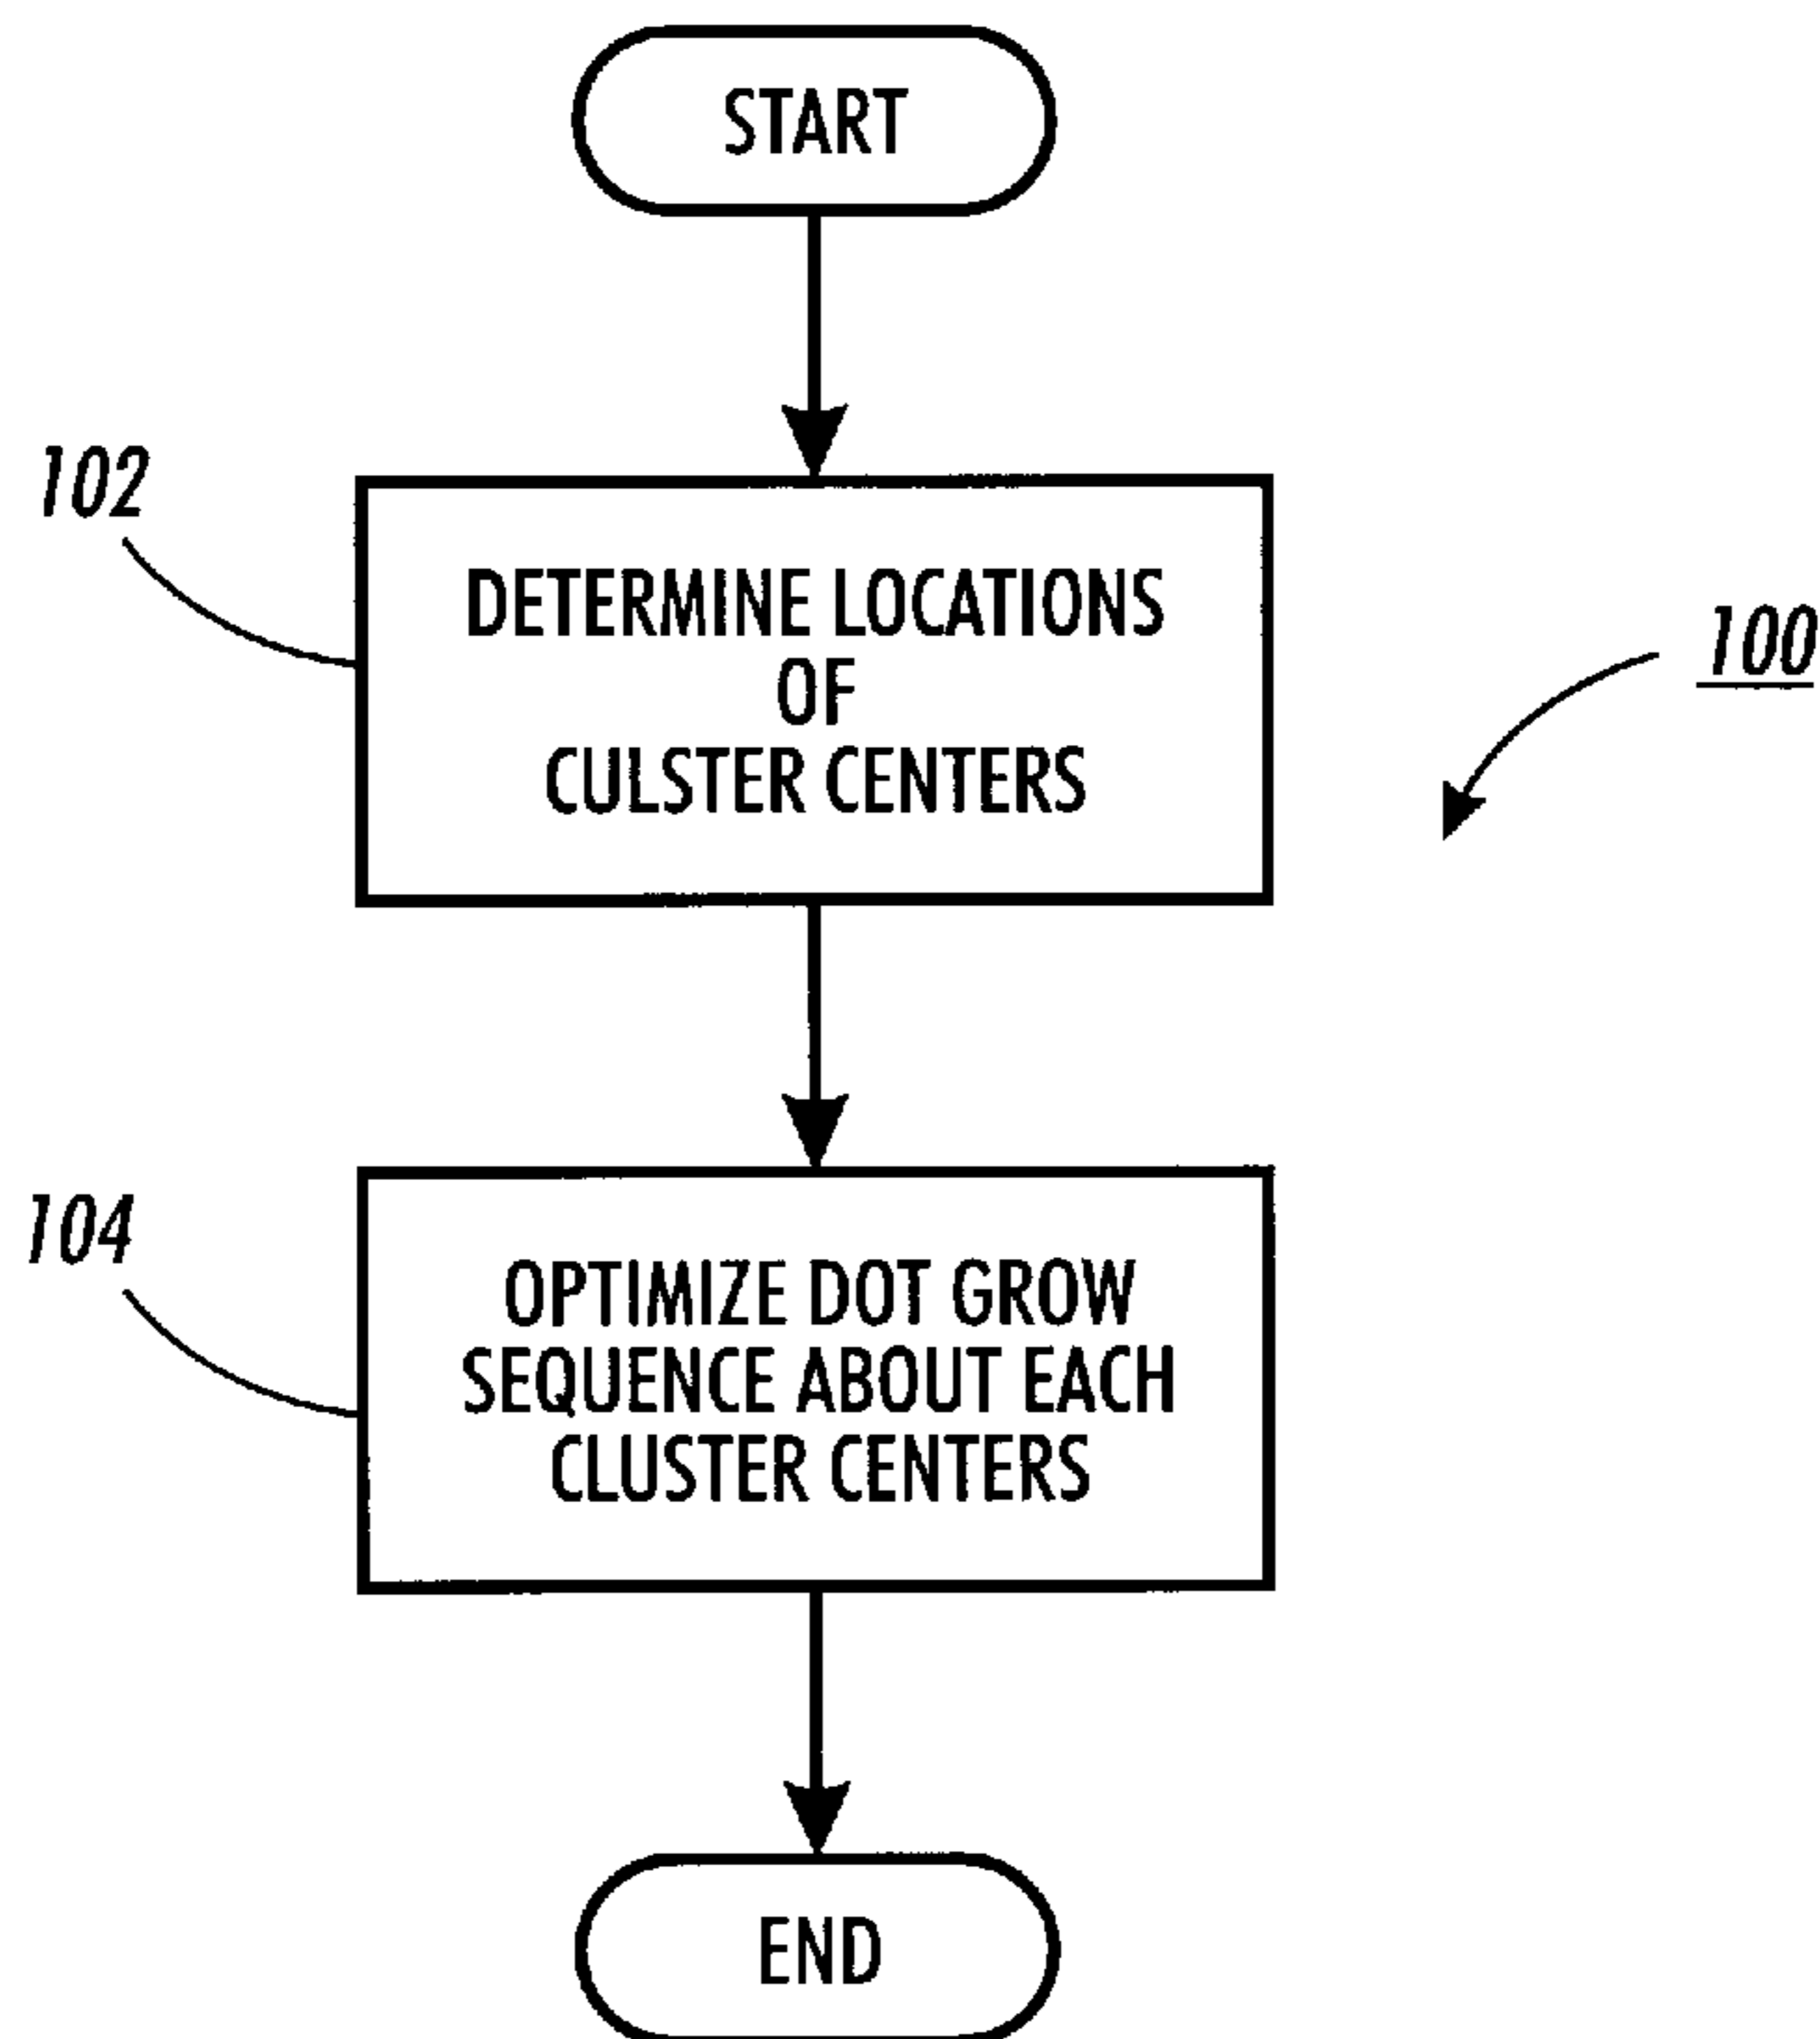 START
102
DETERMINE LOCATIONS
OF
CULSTER CENTERS
100
104
OPTIMIZE DOT GROW
SEQUENCE ABOUT EACH
CLUSTER CENTERS
END